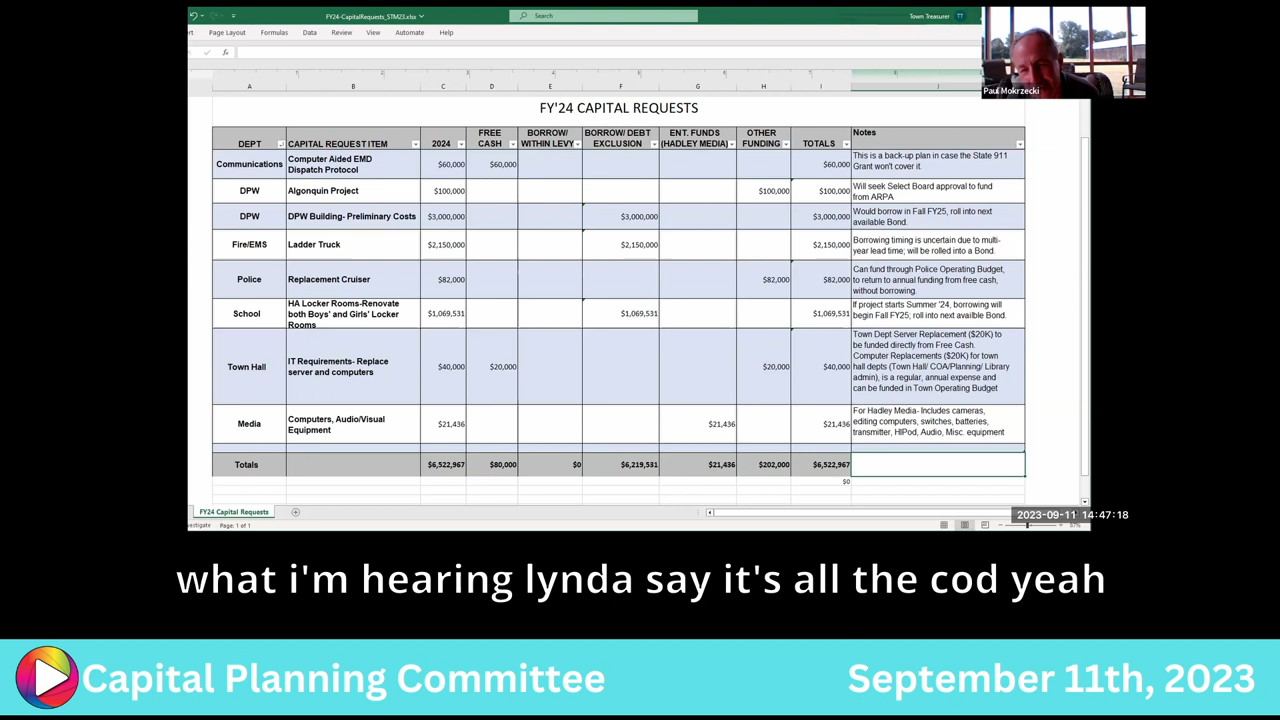 FY24-CapitalRequests_STM23.xlsx
Search
Town Treasurer TT
Page Layout Formulas Data Review View Automate Help
fx
Paul Mokrzecki
A B C D E F G H I J
FY'24 CAPITAL REQUESTS
DEPT CAPITAL REQUEST ITEM 2024 FREE CASH BORROW/ WITHIN LEVY BORROW/ DEBT EXCLUSION ENT. FUNDS (HADLEY MEDIA) OTHER FUNDING TOTALS Notes
Communications Computer Aided EMD Dispatch Protocol $60,000 $60,000 $60,000 This is a back-up plan in case the State 911 Grant won't cover it.
DPW Algonquin Project $100,000 $100,000 $100,000 Will seek Select Board approval to fund from ARPA
DPW DPW Building- Preliminary Costs $3,000,000 $3,000,000 $3,000,000 Would borrow in Fall FY25, roll into next available Bond.
Fire/EMS Ladder Truck $2,150,000 $2,150,000 $2,150,000 Borrowing timing is uncertain due to multi-year lead time; will be rolled into a Bond.
Police Replacement Cruiser $82,000 $82,000 $82,000 Can fund through Police Operating Budget, to return to annual funding from free cash, without borrowing.
School HA Locker Rooms-Renovate both Boys' and Girls' Locker Rooms $1,069,531 $1,069,531 $1,069,531 If project starts Summer '24, borrowing will begin Fall FY25; roll into next availble Bond.
Town Hall IT Requirements- Replace server and computers $40,000 $20,000 $20,000 $40,000 Town Dept Server Replacement ($20K) to be funded directly from Free Cash. Computer Replacements ($20K) for town hall depts (Town Hall/ COA/Planning/ Library admin), is a regular, annual expense and can be funded in Town Operating Budget
Media Computers, Audio/Visual Equipment $21,436 $21,436 $21,436 For Hadley Media- Includes cameras, editing computers, switches, batteries, transmitter, HIPod, Audio, Misc. equipment
Totals $6,522,967 $80,000 $0 $6,219,531 $21,436 $202,000 $6,522,967
$0
FY24 Capital Requests
2023-09-11 14:47:18
Page: 1 of 1
what i'm hearing lynda say it's all the cod yeah
Capital Planning Committee
September 11th, 2023